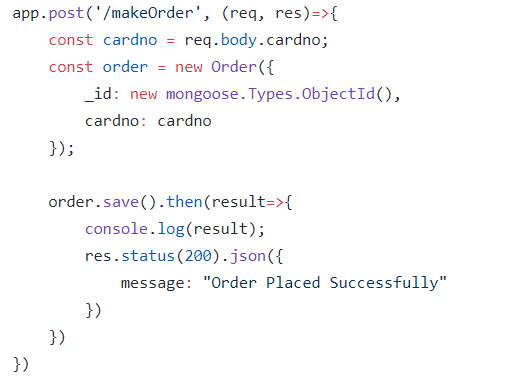 app.post('/makeOrder', (req, res)=>{
    const cardno = req.body.cardno;
    const order = new Order({
        _id: new mongoose.Types.ObjectId(),
        cardno: cardno
    });

    order.save().then(result=>{
        console.log(result);
        res.status(200).json({
            message: "Order Placed Successfully"
        })
    })
})